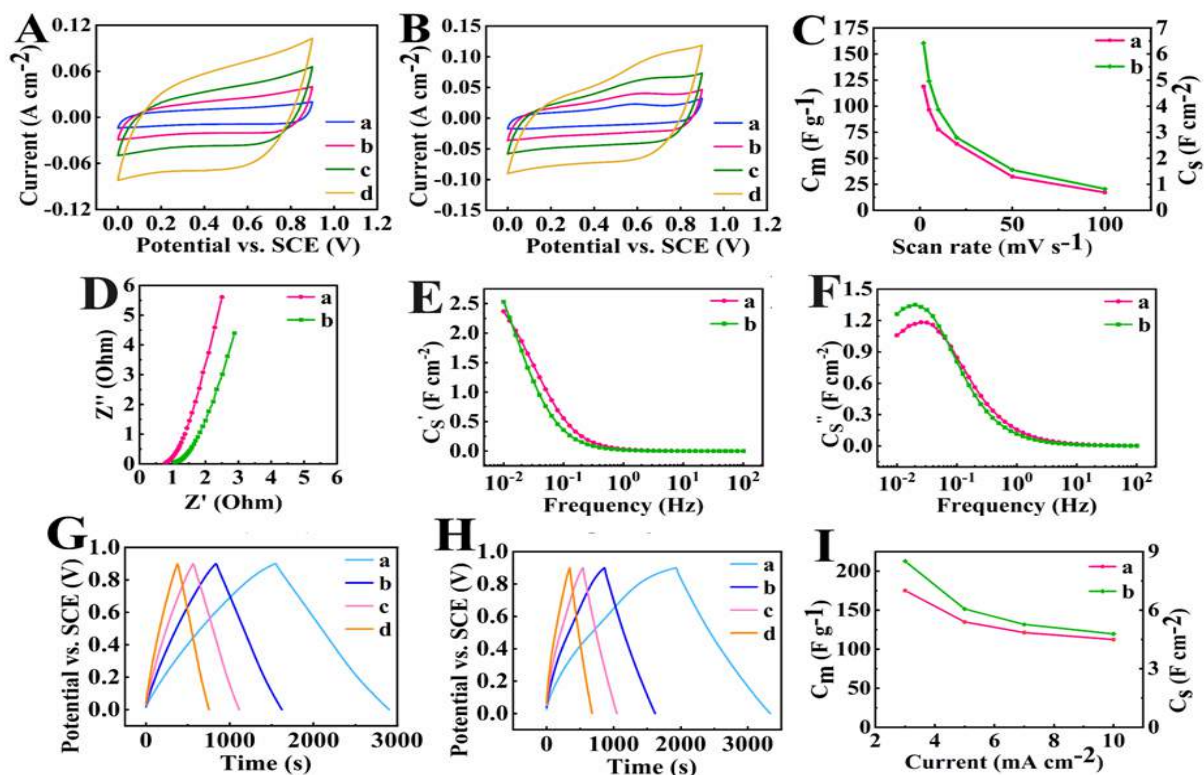 A
Current (A cm-2)
0.12
0.06
0.00
-0.06
-0.12
0.0 0.2 0.4 0.6 0.8 1.0 1.2
Potential vs. SCE (V)
a
b
c
d
B
Current (A cm-2)
0.15
0.10
0.05
0.00
-0.05
-0.10
-0.15
0.0 0.2 0.4 0.6 0.8 1.0 1.2
Potential vs. SCE (V)
a
b
c
d
C
Cm (F g-1)
175
150
125
100
75
50
25
0
0 50 100
Scan rate (mV s-1)
7
6
5
4
3
2
1
0
Cs (F cm-2)
a
b
D
Z'' (Ohm)
6
5
4
3
2
1
0
0 1 2 3 4 5 6
Z' (Ohm)
a
b
E
Cs' (F cm-2)
2.5
2.0
1.5
1.0
0.5
0.0
10-2 10-1 100 101 102
Frequency (Hz)
a
b
F
Cs'' (F cm-2)
1.5
1.2
0.9
0.6
0.3
0.0
10-2 10-1 100 101 102
Frequency (Hz)
a
b
G
Potential vs. SCE (V)
1.0
0.8
0.6
0.4
0.2
0.0
0 1000 2000 3000
Time (s)
a
b
c
d
H
Potential vs. SCE (V)
1.0
0.8
0.6
0.4
0.2
0.0
0 1000 2000 3000
Time (s)
a
b
c
d
I
Cm (F g-1)
200
150
100
50
0
2 4 6 8 10
Current (mA cm-2)
9
6
3
0
Cs (F cm-2)
a
b